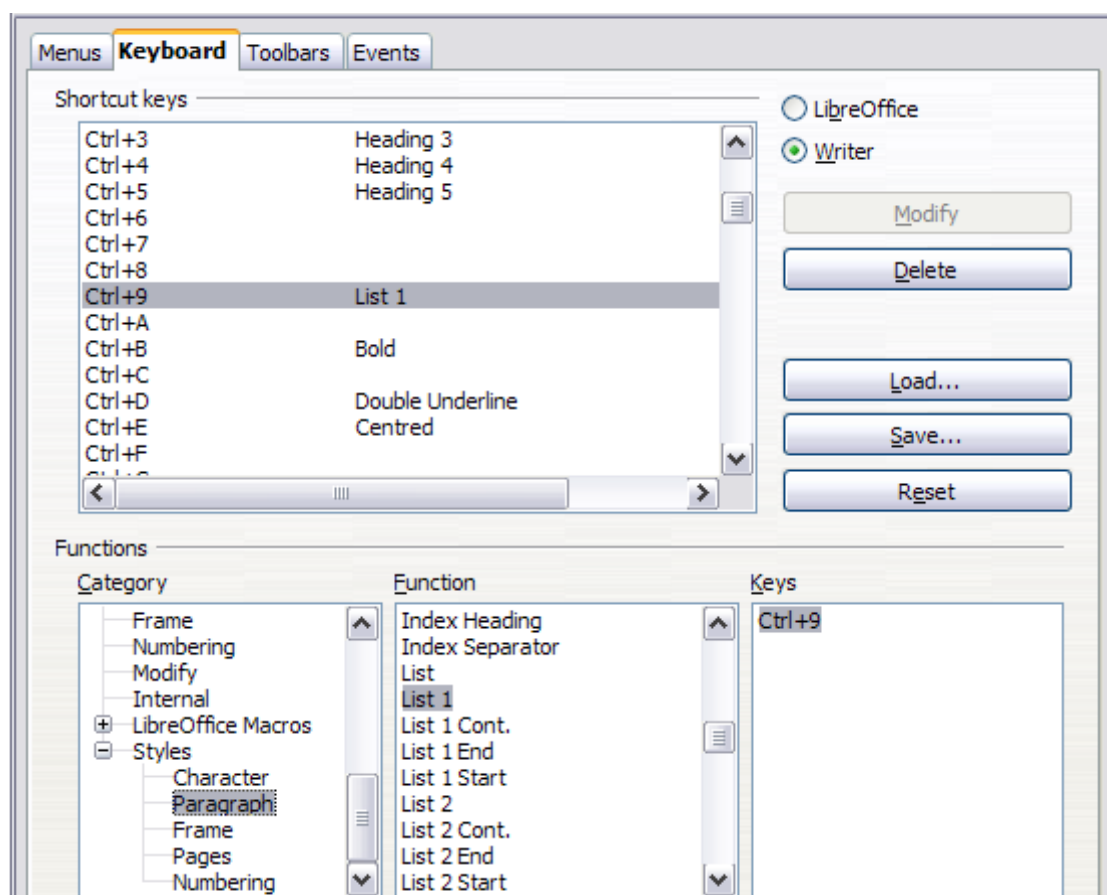 Menus Keyboard Toolbars Events
Shortcut keys
Ctrl+3 Heading 3
Ctrl+4 Heading 4
Ctrl+5 Heading 5
Ctrl+6
Ctrl+7
Ctrl+8
Ctrl+9 List 1
Ctrl+A
Ctrl+B Bold
Ctrl+C
Ctrl+D Double Underline
Ctrl+E Centred
Ctrl+F
LibreOffice
Writer
Modify
Delete
Load...
Save...
Reset
Functions
Category
Frame
Numbering
Modify
Internal
LibreOffice Macros
Styles
Character
Paragraph
Frame
Pages
Numbering
Function
Index Heading
Index Separator
List
List 1
List 1 Cont.
List 1 End
List 1 Start
List 2
List 2 Cont.
List 2 End
List 2 Start
Keys
Ctrl+9